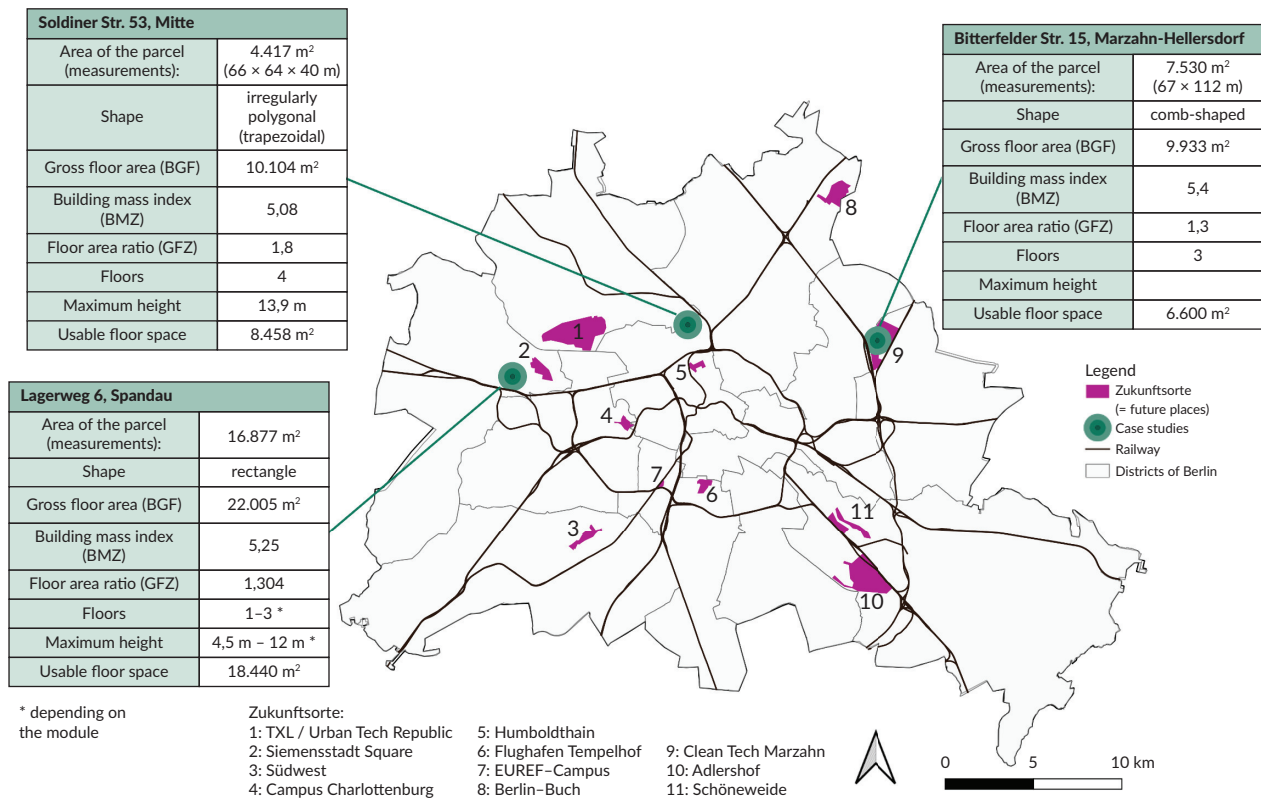 Soldiner Str. 53, Mitte
Area of the parcel
(measurements):
4.417 m²
(66 × 64 × 40 m)
Shape
irregularly
polygonal
(trapezoidal)
Gross floor area (BGF)
10.104 m²
Building mass index
(BMZ)
5,08
Floor area ratio (GFZ)
1,8
Floors
4
Maximum height
13,9 m
Usable floor space
8.458 m²
Bitterfelder Str. 15, Marzahn-Hellersdorf
Area of the parcel
(measurements):
7.530 m²
(67 × 112 m)
Shape
comb-shaped
Gross floor area (BGF)
9.933 m²
Building mass index
(BMZ)
5,4
Floor area ratio (GFZ)
1,3
Floors
3
Maximum height
Usable floor space
6.600 m²
Lagerweg 6, Spandau
Area of the parcel
(measurements):
16.877 m²
Shape
rectangle
Gross floor area (BGF)
22.005 m²
Building mass index
(BMZ)
5,25
Floor area ratio (GFZ)
1,304
Floors
1–3 *
Maximum height
4,5 m – 12 m *
Usable floor space
18.440 m²
* depending on
the module
8
1
2
5
9
4
7
6
3
11
10
Legend
Zukunftsorte
(= future places)
Case studies
Railway
Districts of Berlin
Zukunftsorte:
1: TXL / Urban Tech Republic
2: Siemensstadt Square
3: Südwest
4: Campus Charlottenburg
5: Humboldthain
6: Flughafen Tempelhof
7: EUREF–Campus
8: Berlin–Buch
9: Clean Tech Marzahn
10: Adlershof
11: Schöneweide
0 5 10 km